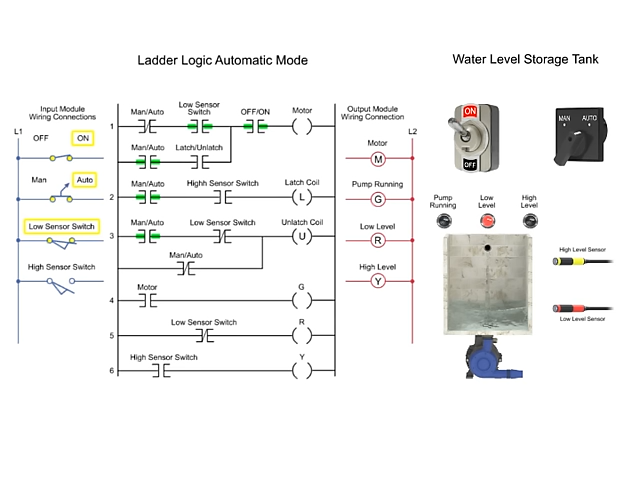 Ladder Logic Automatic Mode
Water Level Storage Tank
Input Module
Wiring Connections
L1
OFF
ON
Man
Auto
Low Sensor Switch
High Sensor Switch
1
Man/Auto
Low Sensor
Switch
OFF/ON
Motor
Man/Auto
Latch/Unlatch
2
Man/Auto
Highh Sensor Switch
Latch Coil
L
3
Man/Auto
Low Sensor Switch
Unlatch Coil
U
Man/Auto
4
Motor
G
5
Low Sensor Switch
R
6
High Sensor Switch
Y
Output Module
Wiring Connections
L2
Motor
M
Pump Running
G
Low Level
R
High Level
Y
ON
OFF
MAN
AUTO
Pump
Running
Low
Level
High
Level
High Level Sensor
Low Level Sensor